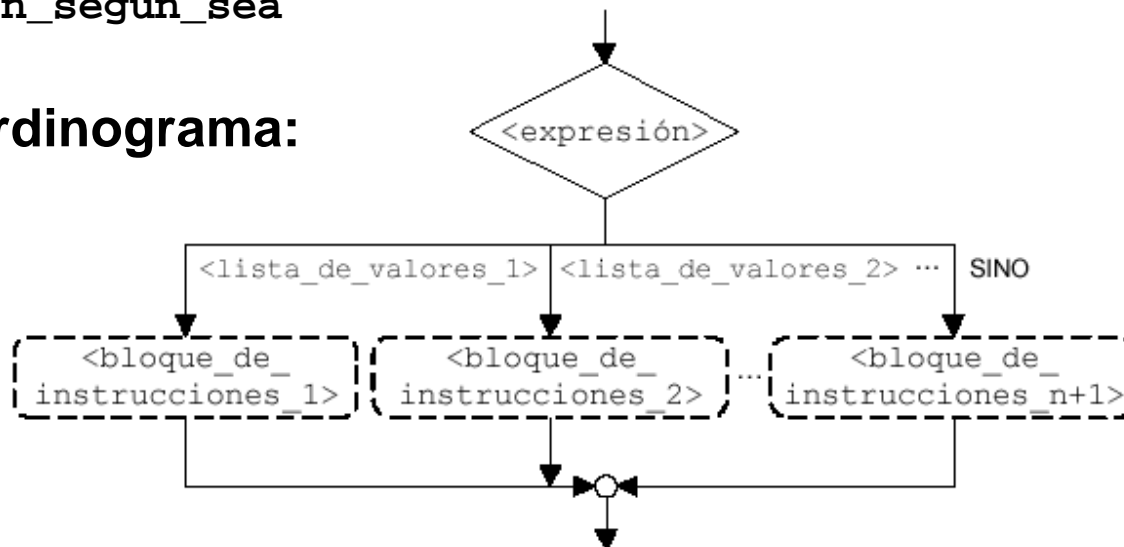 n_segun_sea
rdinograma:
<expresión>
<lista_de_valores_1> <lista_de_valores_2> ... SINO
<bloque_de_ <bloque_de_ <bloque_de_
instrucciones_1> instrucciones_2> ... instrucciones_n+1>